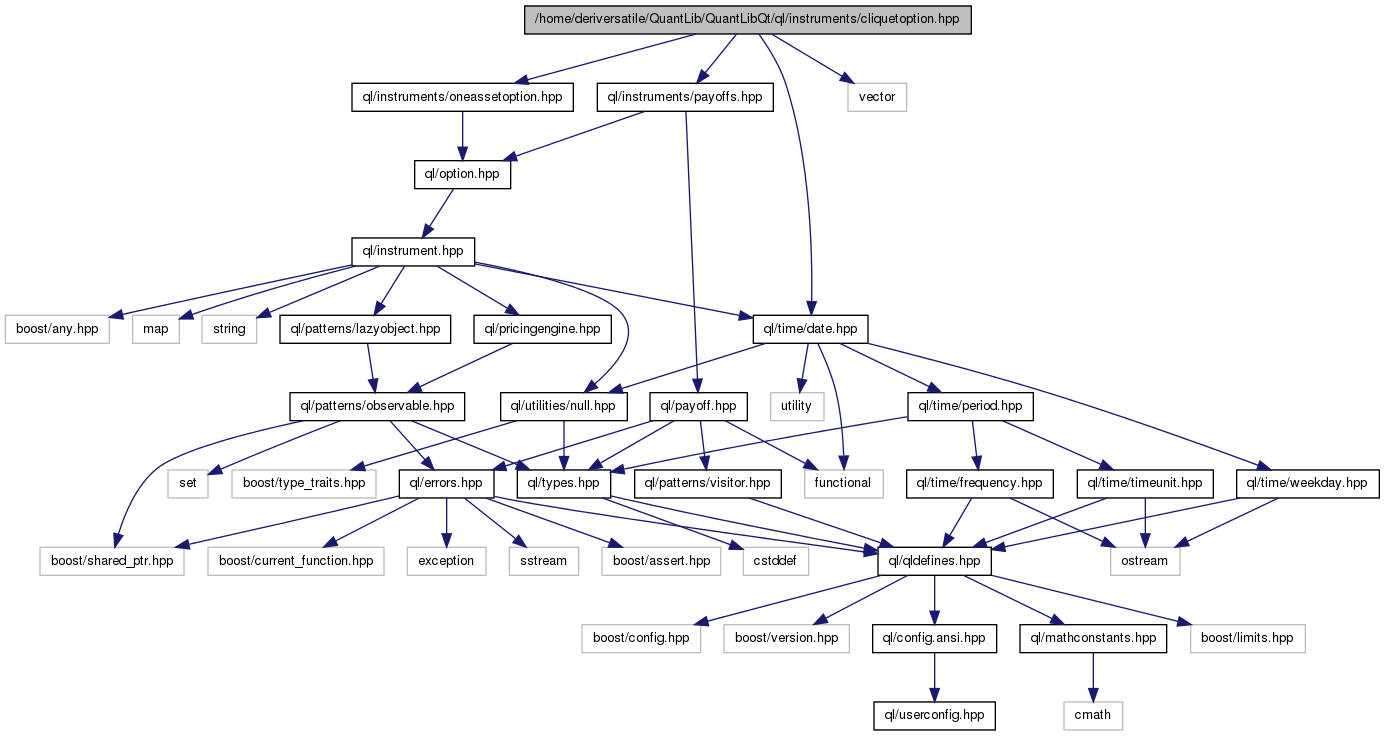 /home/deriversatile/QuantLib/QuantLibQt/ql/instruments/cliquetoption.hpp
ql/instruments/oneassetoption.hpp
ql/instruments/payoffs.hpp
vector
ql/option.hpp
ql/instrument.hpp
boost/any.hpp
map
string
ql/patterns/lazyobject.hpp
ql/pricingengine.hpp
ql/time/date.hpp
ql/patterns/observable.hpp
ql/utilities/null.hpp
ql/payoff.hpp
utility
ql/time/period.hpp
set
boost/type_traits.hpp
ql/errors.hpp
ql/types.hpp
ql/patterns/visitor.hpp
functional
ql/time/frequency.hpp
ql/time/timeunit.hpp
ql/time/weekday.hpp
boost/shared_ptr.hpp
boost/current_function.hpp
exception
sstream
boost/assert.hpp
cstddef
ql/qldefines.hpp
ostream
boost/config.hpp
boost/version.hpp
ql/config.ansi.hpp
ql/mathconstants.hpp
boost/limits.hpp
ql/userconfig.hpp
cmath